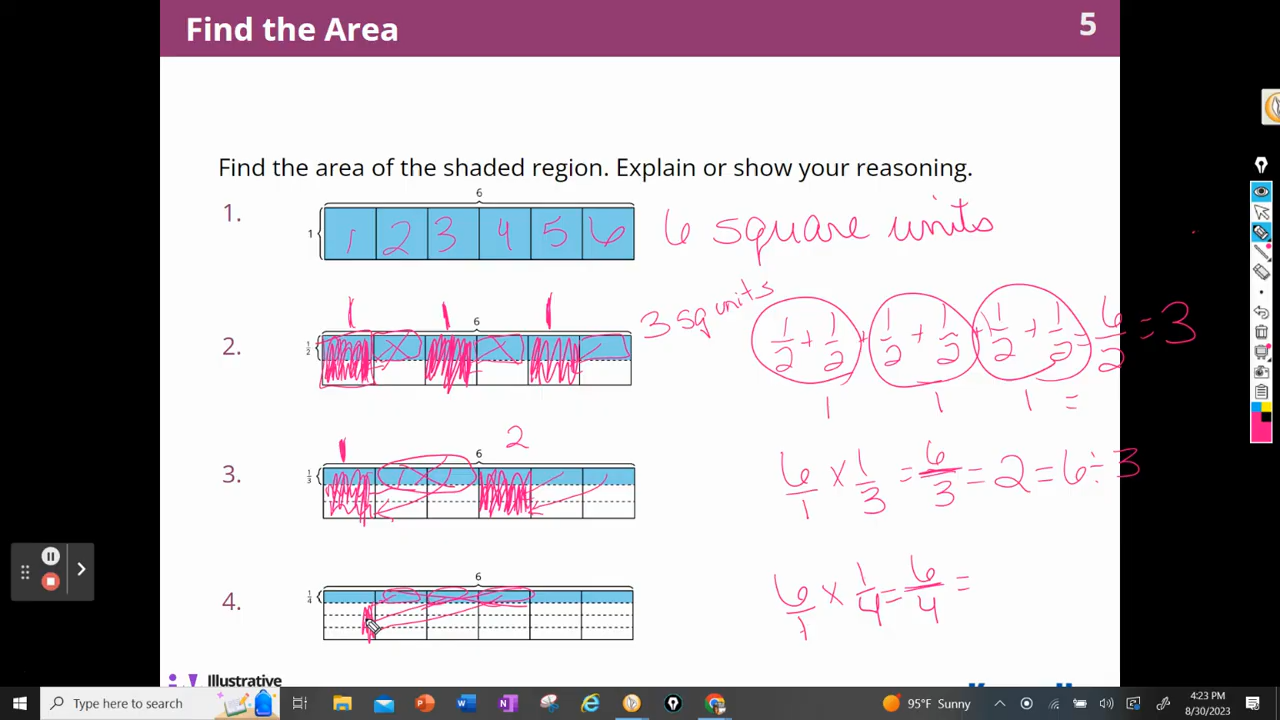 Find the Area
5
Find the area of the shaded region. Explain or show your reasoning.
1.
6
1
1 2 3 4 5 6
6 square units
2.
1 1 1
6
1/2
3 sq units
1/2 + 1/2 + 1/2 + 1/2 + 1/2 + 1/2 = 6/2 = 3
1 1 1 =
3.
1 2
6
1/3
6/1 × 1/3 = 6/3 = 2 = 6 ÷ 3
4.
6
1/4
6/1 × 1/4 = 6/4 =
Illustrative
Type here to search
95°F Sunny
4:23 PM
8/30/2023